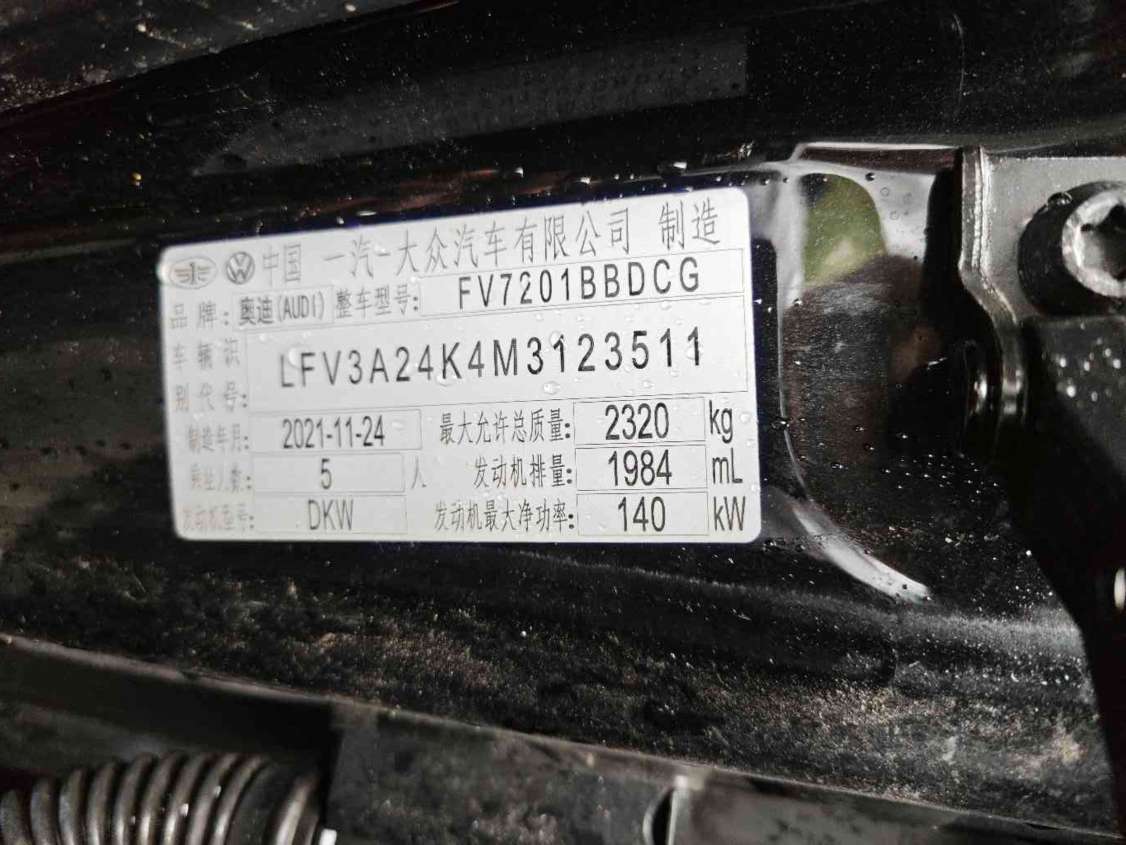 中国 一汽-大众汽车有限公司 制造
品牌: 奥迪(AUDI) 整车型号: FV7201BBDCG
车辆识别代号: LFV3A24K4M3123511
制造年月: 2021-11-24 最大允许总质量: 2320 kg
乘坐人数: 5 人 发动机排量: 1984 mL
发动机型号: DKW 发动机最大净功率: 140 kW